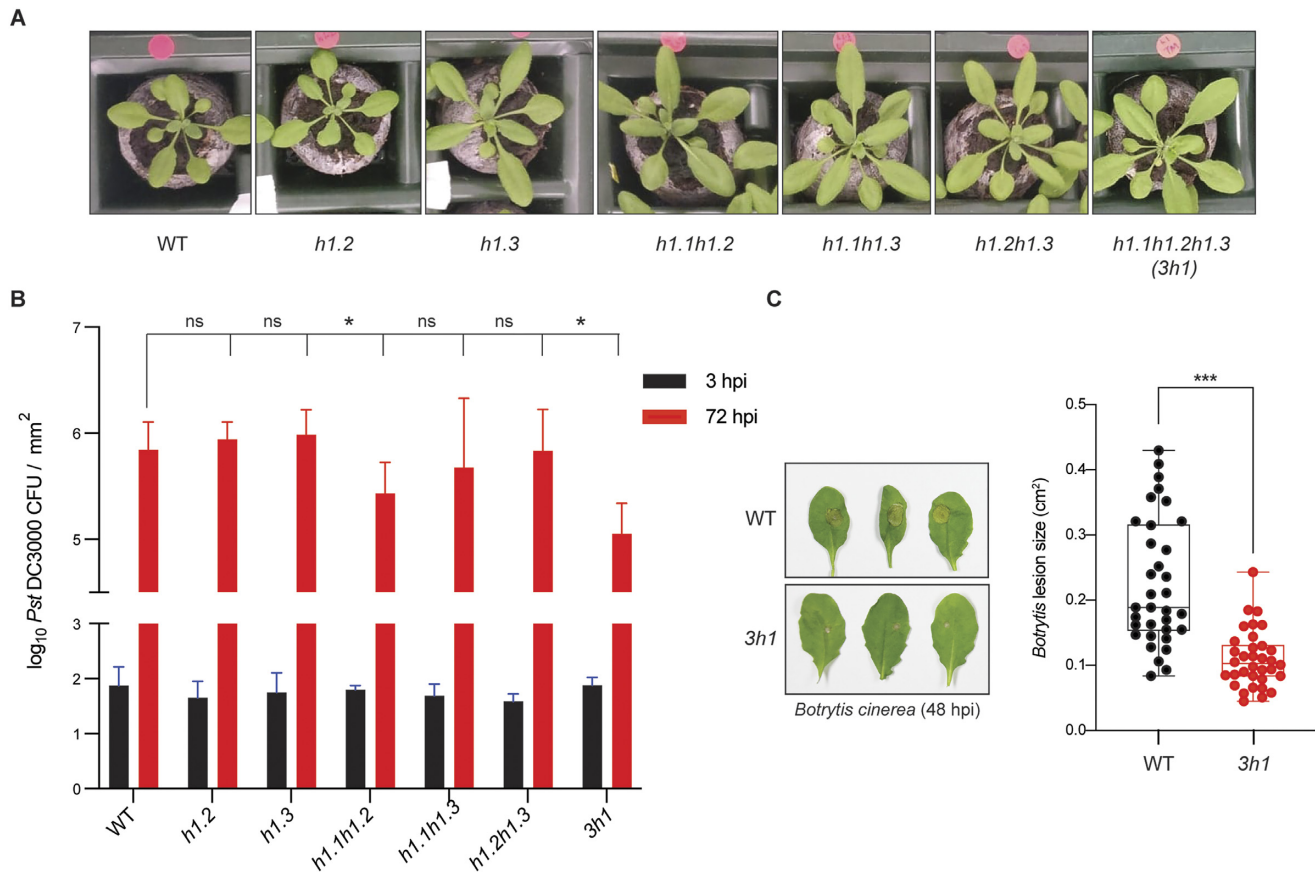 A
WT
h1.2
h1.3
h1.1h1.2
h1.1h1.3
h1.2h1.3
h1.1h1.2h1.3
(3h1)
B
log₁₀ Pst DC3000 CFU / mm²
7
6
5
3
2
1
0
ns
ns
*
ns
ns
*
3 hpi
72 hpi
WT
h1.2
h1.3
h1.1h1.2
h1.1h1.3
h1.2h1.3
3h1
C
WT
3h1
Botrytis cinerea (48 hpi)
Botrytis lesion size (cm²)
0.5
0.4
0.3
0.2
0.1
0.0
***
WT
3h1